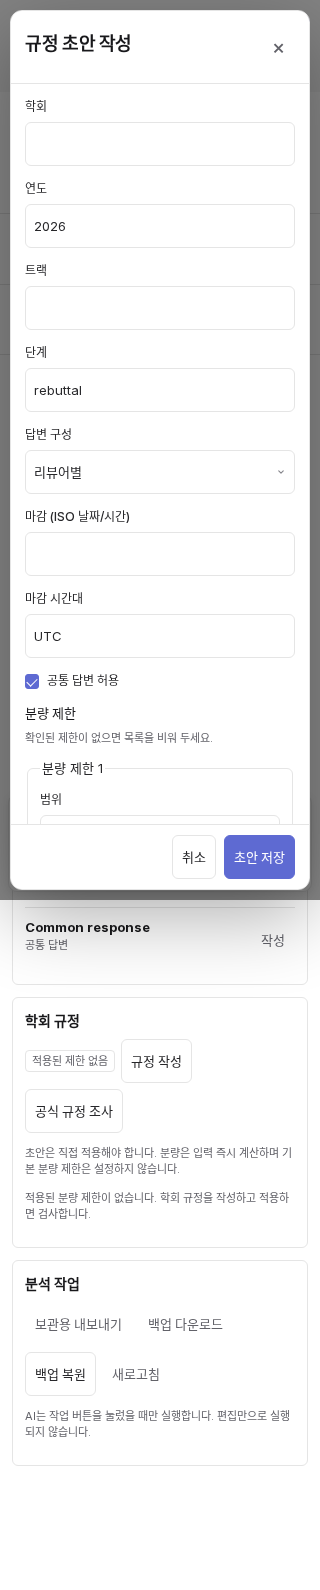 규정 초안 작성
×
학회
연도
2026
트랙
단계
rebuttal
답변 구성
리뷰어별
마감 (ISO 날짜/시간)
마감 시간대
UTC
공통 답변 허용
분량 제한
확인된 제한이 없으면 목록을 비워 두세요.
분량 제한 1
범위
취소
초안 저장
Common response
공통 답변
작성
학회 규정
적용된 제한 없음
규정 작성
공식 규정 조사
초안은 직접 적용해야 합니다. 분량은 입력 즉시 계산하며 기
본 분량 제한은 설정하지 않습니다.
적용된 분량 제한이 없습니다. 학회 규정을 작성하고 적용하
면 검사합니다.
분석 작업
보관용 내보내기
백업 다운로드
백업 복원
새로고침
AI는 작업 버튼을 눌렀을 때만 실행합니다. 편집만으로 실행
되지 않습니다.